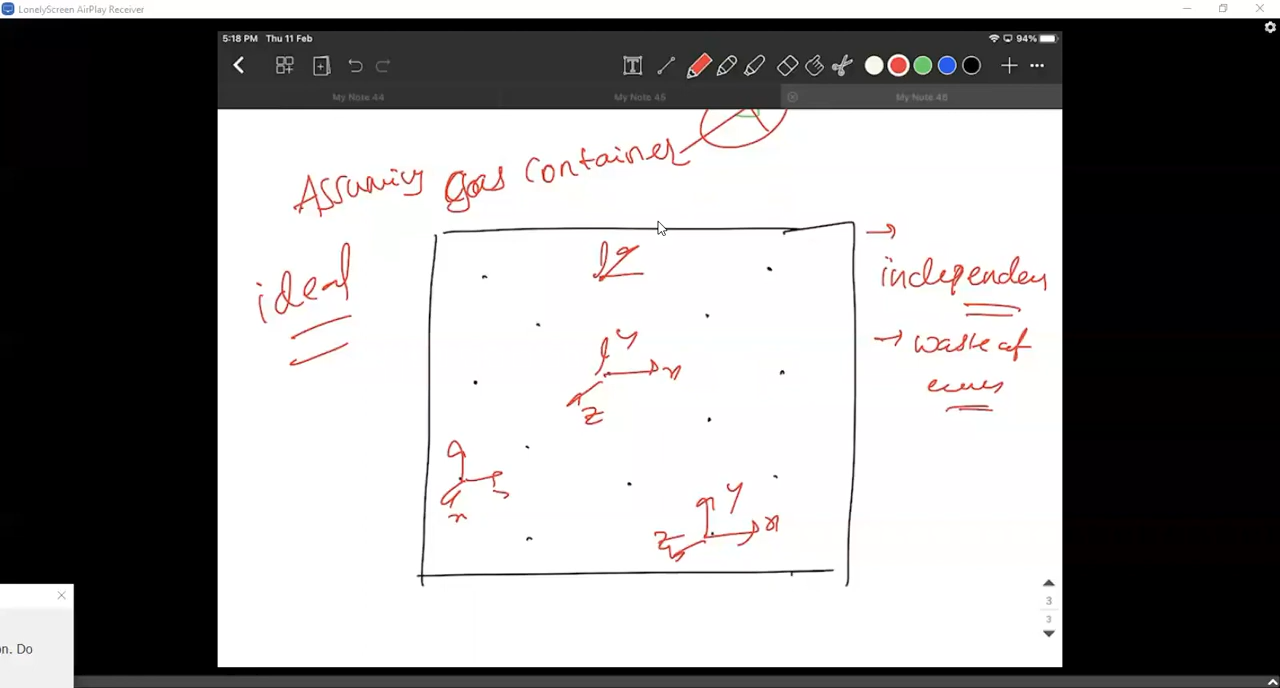 LonelyScreen AirPlay Receiver
5:18 PM Thu 11 Feb
94%
T
My Note 44
My Note 45
My Note 46
Assuming gas container
ideal
independen
waste of
y
x
z
x
y
x
z
3
3
on. Do